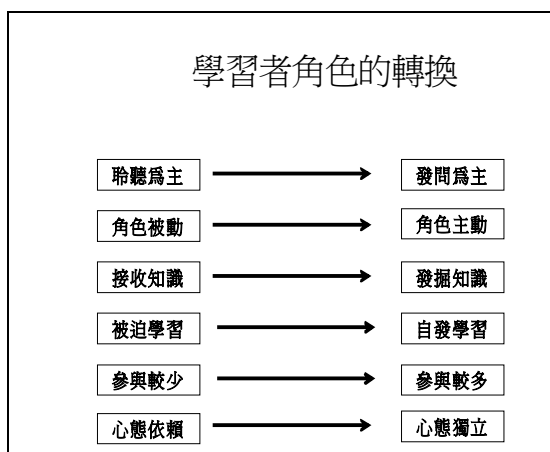 學習者角色的轉換
聆聽爲主 發問爲主
角色被動 角色主動
接收知識 發掘知識
被迫學習 自發學習
參與較少 參與較多
心態依賴 心態獨立